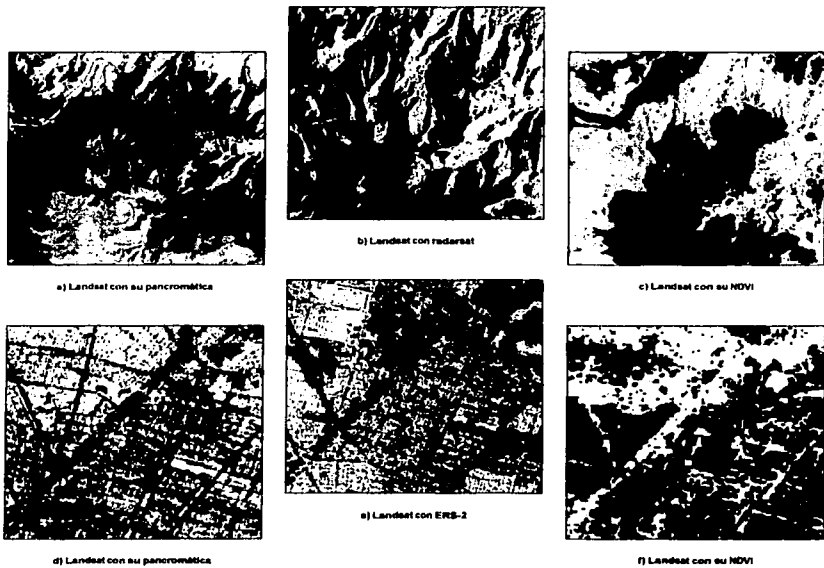 b) Landsat con radarsat
a) Landsat con su pancromática
c) Landsat con su NDVI
e) Landsat con ERS-2
d) Landsat con su pancromática
f) Landsat con su NDVI